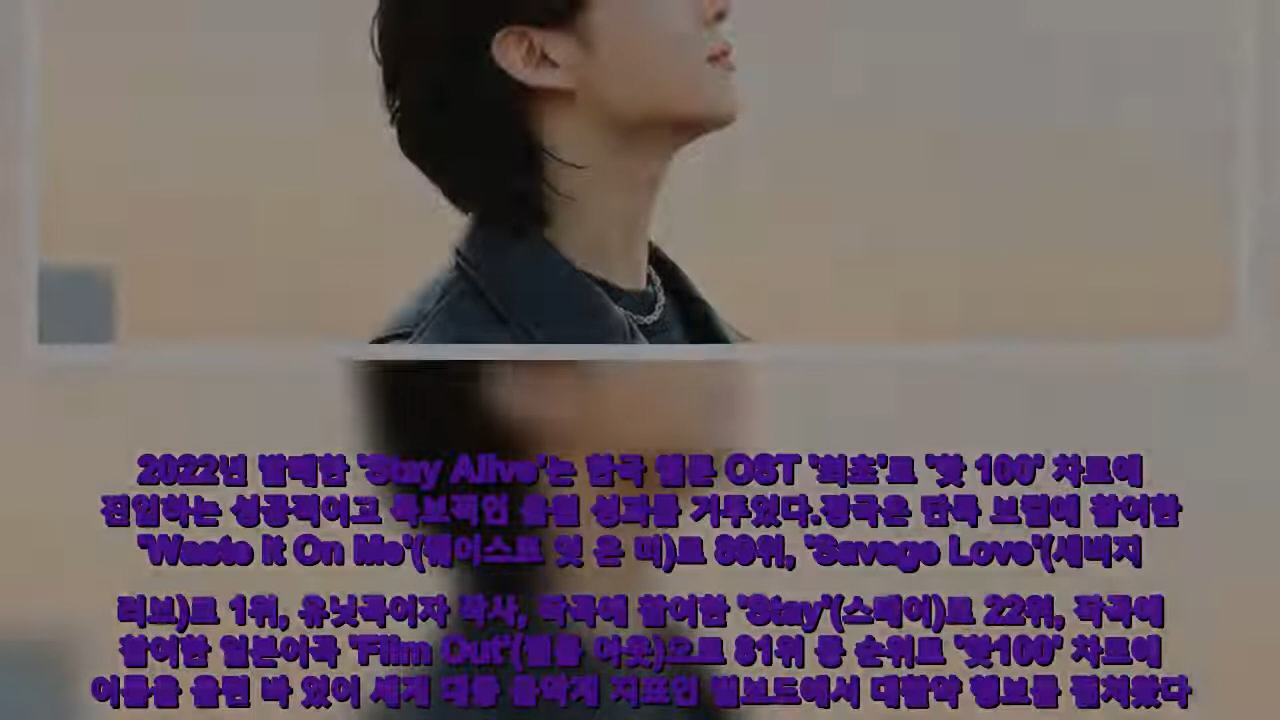 2022년 발매한 'Stay Alive'는 한국 웹툰 OST '최초'로 '핫 100' 차트에
진입하는 성공적이고 독보적인 음원 성과를 거두었다.정국은 단독 보컬에 참여한
'Waste It On Me'(웨이스트 잇 온 미)로 89위, 'Savage Love'(새비지
러브)로 1위, 유닛곡이자 작사, 작곡에 참여한 'Stay'(스테이)로 22위, 작곡에
참여한 일본어곡 'Film Out'(필름 아웃)으로 81위 등 순위로 '핫100' 차트에
이름을 올린 바 있어 세계 대중 음악계 지표인 빌보드에서 대활약 행보를 펼쳐왔다